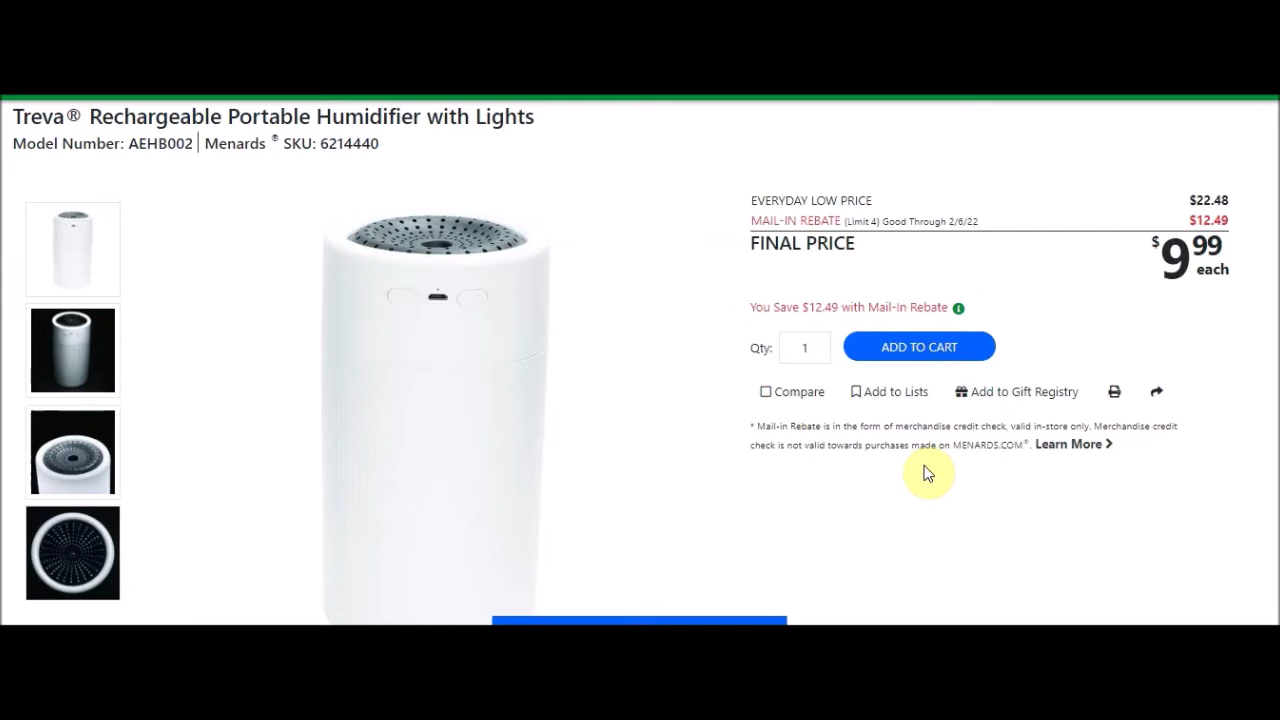 Treva® Rechargeable Portable Humidifier with Lights
Model Number: AEHB002 | Menards ® SKU: 6214440
EVERYDAY LOW PRICE $22.48
MAIL-IN REBATE (Limit 4) Good Through 2/6/22 $12.49
FINAL PRICE $9 99 each
You Save $12.49 with Mail-In Rebate
Qty: 1 ADD TO CART
Compare Add to Lists Add to Gift Registry
* Mail-in Rebate is in the form of merchandise credit check, valid in-store only. Merchandise credit
check is not valid towards purchases made on MENARDS.COM®. Learn More